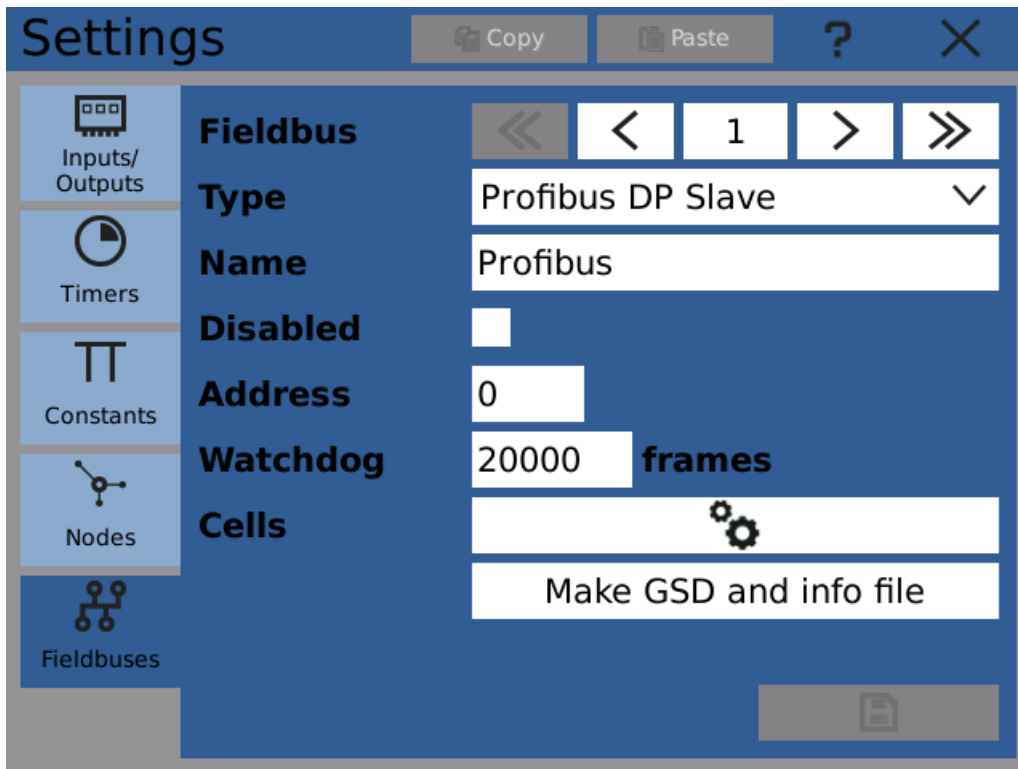 Settings
Copy
Paste
?
Inputs/
Outputs
Timers
Constants
Nodes
Fieldbuses
Fieldbus
1
Type
Profibus DP Slave
Name
Profibus
Disabled
Address
0
Watchdog
20000
frames
Cells
Make GSD and info file